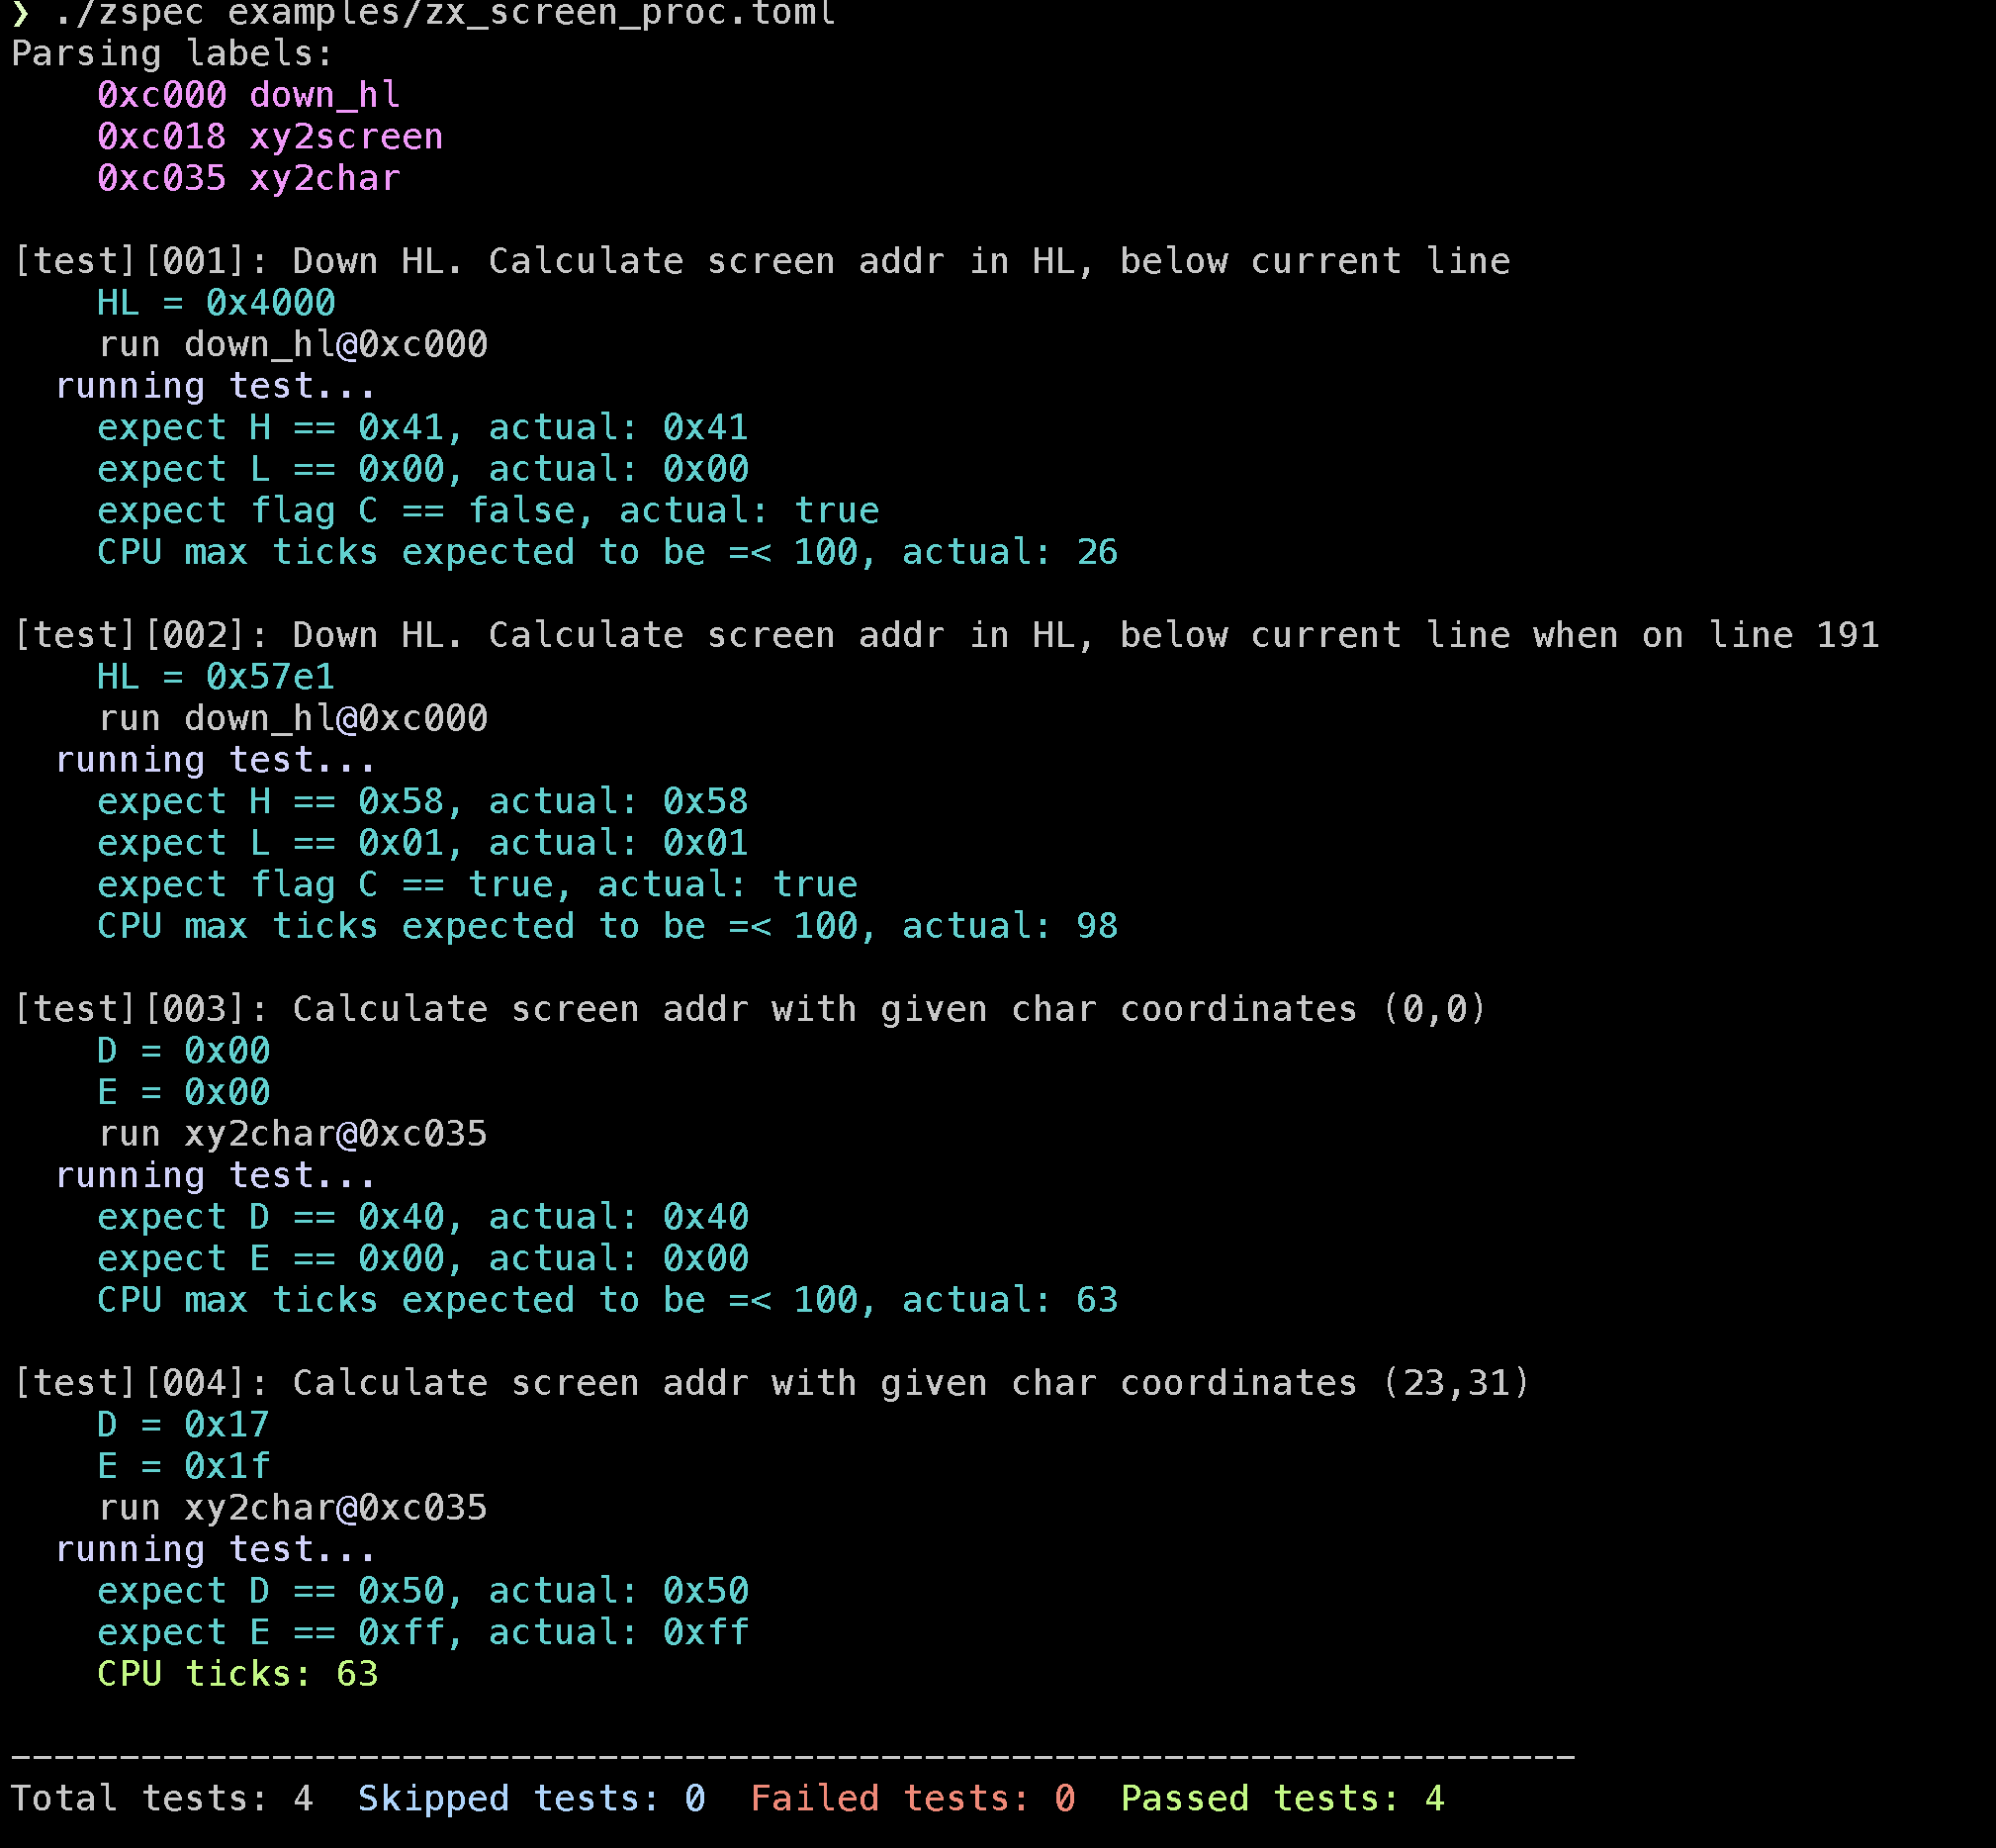 ❯ ./zspec examples/zx_screen_proc.toml
Parsing labels:
    0xc000 down_hl
    0xc018 xy2screen
    0xc035 xy2char

[test][001]: Down HL. Calculate screen addr in HL, below current line
    HL = 0x4000
    run down_hl@0xc000
  running test...
    expect H == 0x41, actual: 0x41
    expect L == 0x00, actual: 0x00
    expect flag C == false, actual: true
    CPU max ticks expected to be =< 100, actual: 26

[test][002]: Down HL. Calculate screen addr in HL, below current line when on line 191
    HL = 0x57e1
    run down_hl@0xc000
  running test...
    expect H == 0x58, actual: 0x58
    expect L == 0x01, actual: 0x01
    expect flag C == true, actual: true
    CPU max ticks expected to be =< 100, actual: 98

[test][003]: Calculate screen addr with given char coordinates (0,0)
    D = 0x00
    E = 0x00
    run xy2char@0xc035
  running test...
    expect D == 0x40, actual: 0x40
    expect E == 0x00, actual: 0x00
    CPU max ticks expected to be =< 100, actual: 63

[test][004]: Calculate screen addr with given char coordinates (23,31)
    D = 0x17
    E = 0x1f
    run xy2char@0xc035
  running test...
    expect D == 0x50, actual: 0x50
    expect E == 0xff, actual: 0xff
    CPU ticks: 63

------------------------------------------------------------------------
Total tests: 4  Skipped tests: 0  Failed tests: 0  Passed tests: 4